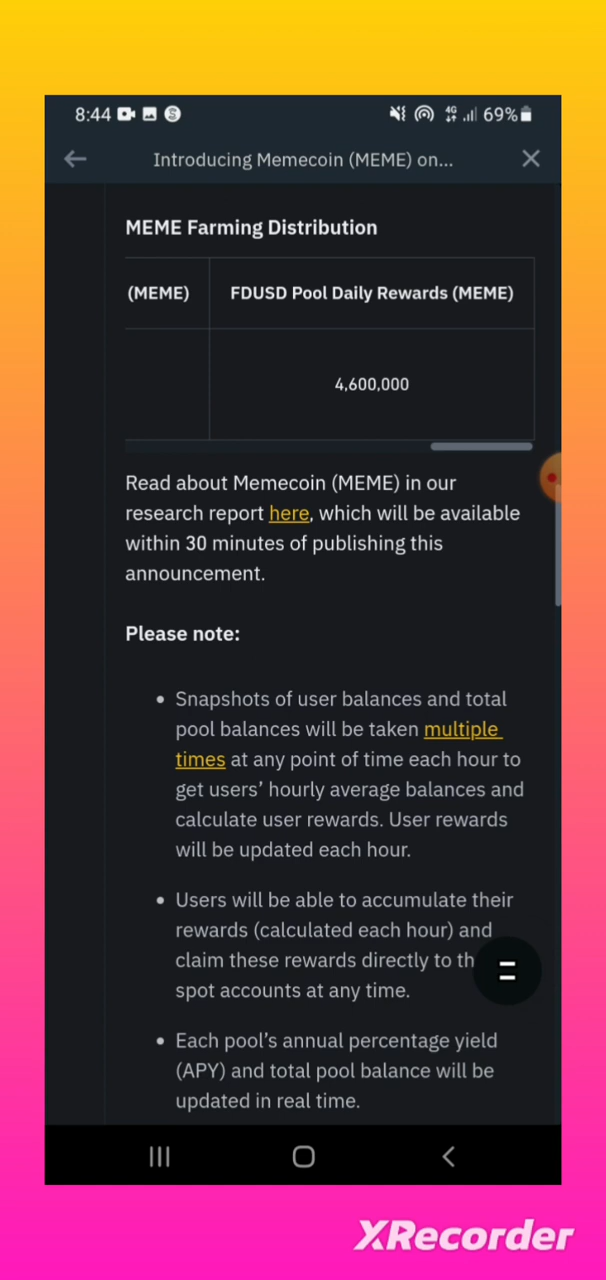 8:44 4G 69%
Introducing Memecoin (MEME) on...
MEME Farming Distribution
(MEME) FDUSD Pool Daily Rewards (MEME)
4,600,000
Read about Memecoin (MEME) in our
research report here, which will be available
within 30 minutes of publishing this
announcement.
Please note:
• Snapshots of user balances and total
pool balances will be taken multiple
times at any point of time each hour to
get users’ hourly average balances and
calculate user rewards. User rewards
will be updated each hour.
• Users will be able to accumulate their
rewards (calculated each hour) and
claim these rewards directly to th
spot accounts at any time.
• Each pool’s annual percentage yield
(APY) and total pool balance will be
updated in real time.
XRecorder